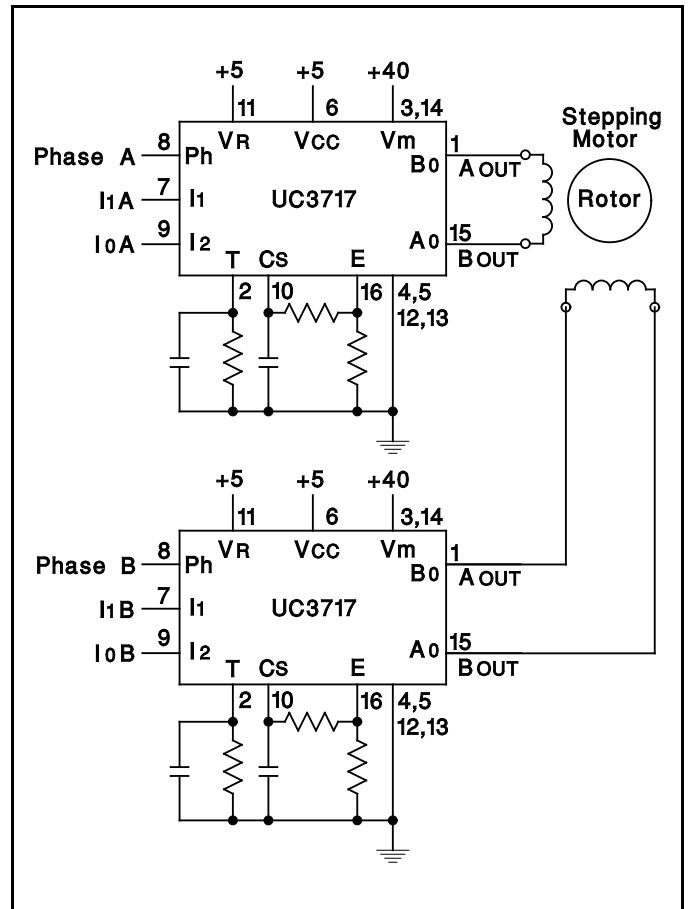 +5 +5 +40
11 6 3,14
Stepping
Motor
Rotor
Phase A 8 Ph VR VCC Vm
B0 1 A OUT
I1A 7 I1 UC3717
I0A 9 I2 A0 15 B OUT
T CS E
2 10 16 4,5
12,13
+5 +5 +40
11 6 3,14
Phase B 8 Ph VR VCC Vm
B0 1 A OUT
I1B 7 I1 UC3717
I0B 9 I2 A0 15 B OUT
T CS E
2 10 16 4,5
12,13